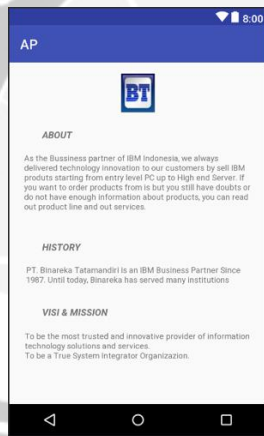 8:00
AP
BT
ABOUT
As the Bussiness partner of IBM Indonesia, we always
delivered technology innovation to our customers by sell IBM
produts starting from entry level PC up to High end Server. If
you want to order products from is but you still have doubts or
do not have enough information about products, you can read
out product line and out services.
HISTORY
PT. Binareka Tatamandiri is an IBM Business Partner Since
1987. Until today, Binareka has served many institutions
VISI & MISSION
To be the most trusted and innovative provider of information
technology solutions and services.
To be a True System Integrator Organizazion.